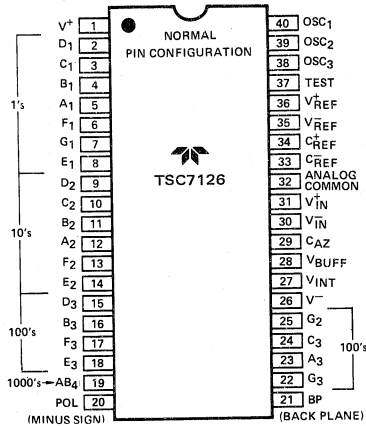 NORMAL
PIN CONFIGURATION
TSC7126
V+ 1
D1 2
C1 3
B1 4
A1 5
F1 6
G1 7
E1 8
1's
D2 9
C2 10
B2 11
A2 12
F2 13
E2 14
10's
D3 15
B3 16
F3 17
E3 18
100's
1000's AB4 19
POL 20
(MINUS SIGN)
40 OSC1
39 OSC2
38 OSC3
37 TEST
36 V+REF
35 V-REF
34 C+REF
33 C-REF
32 ANALOG COMMON
31 V+IN
30 V-IN
29 CAZ
28 VBUFF
27 VINT
26 V-
25 G2
24 C3
23 A3
22 G3
100's
21 BP
(BACK PLANE)